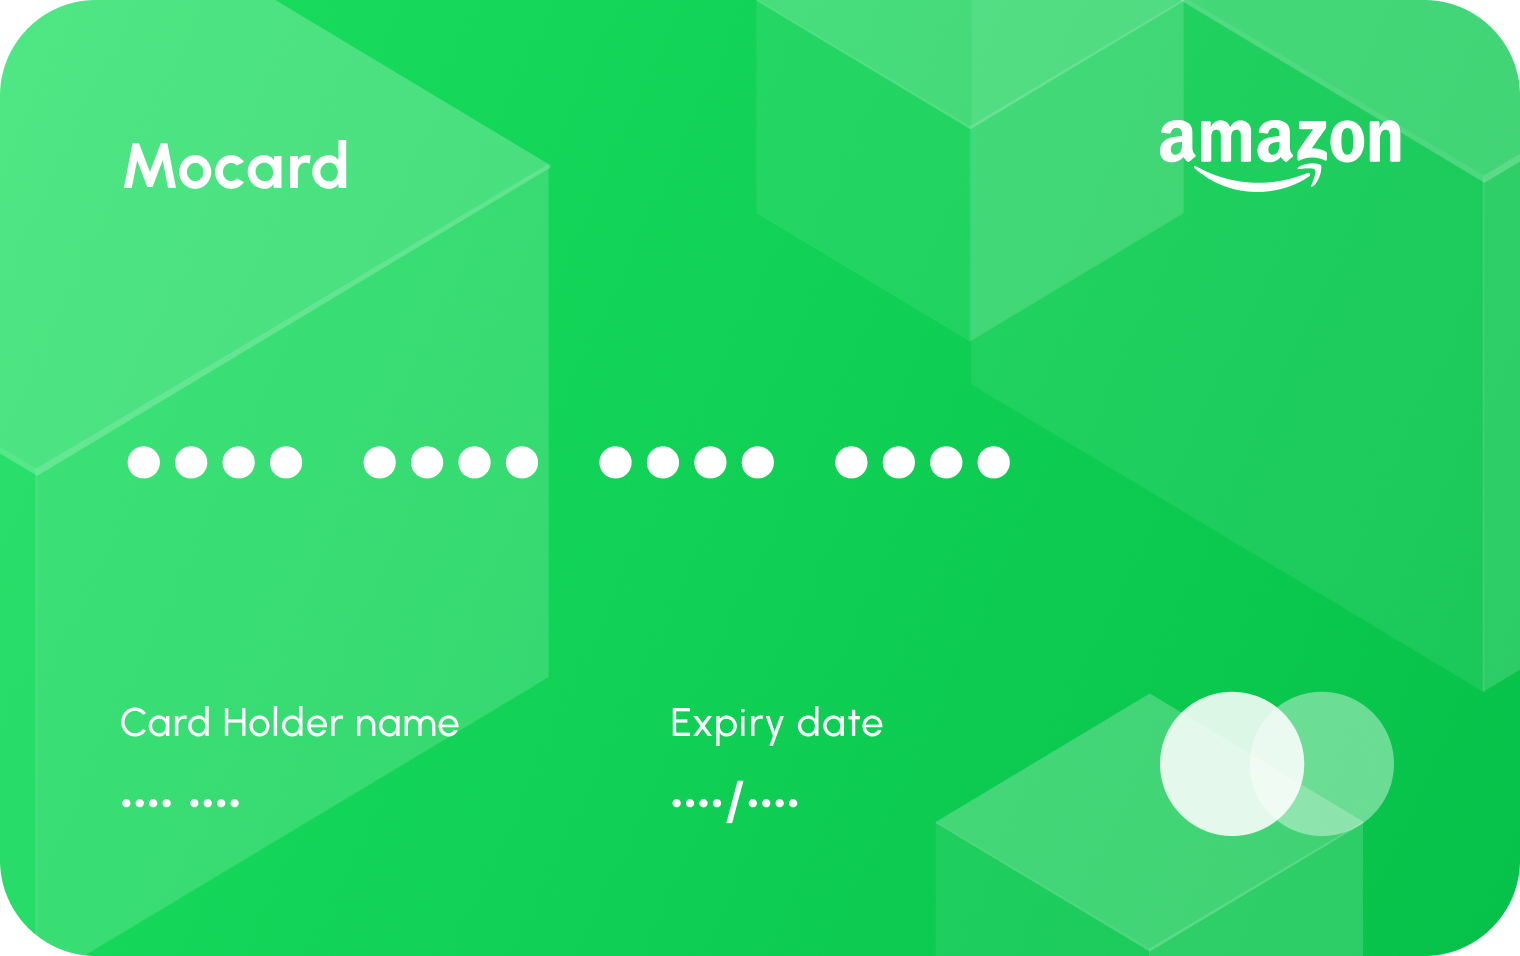 Mocard
amazon
•••• •••• •••• ••••
Card Holder name
•••• ••••
Expiry date
••••/••••